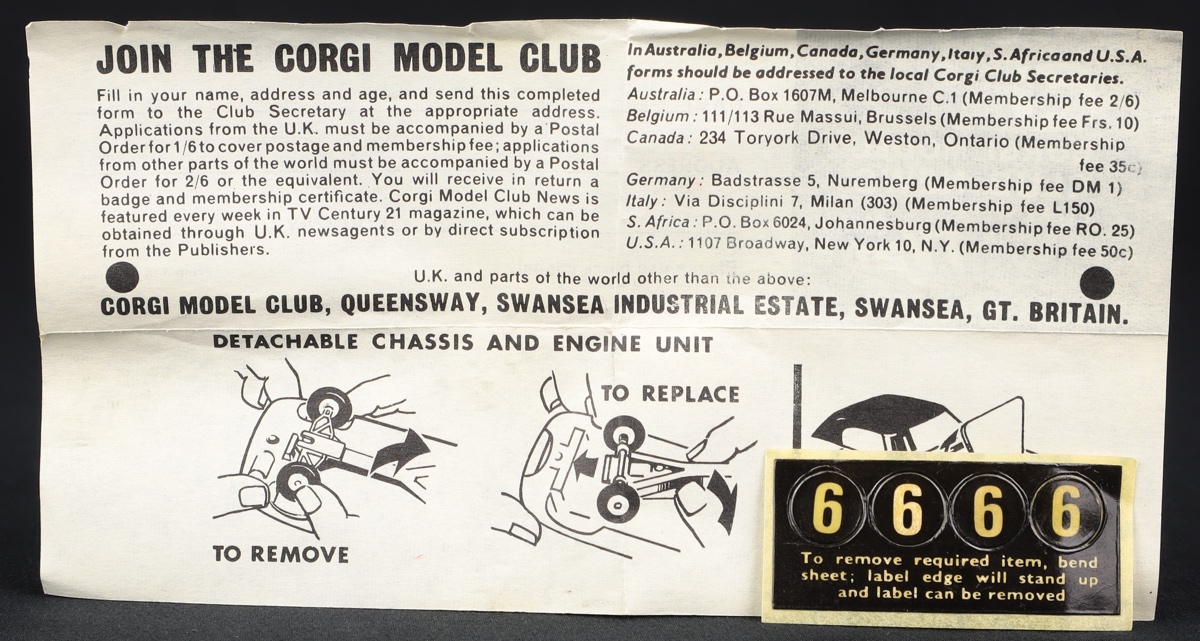 JOIN THE CORGI MODEL CLUB
Fill in your name, address and age, and send this completed
form to the Club Secretary at the appropriate address.
Applications from the U.K. must be accompanied by a Postal
Order for 1/6 to cover postage and membership fee; applications
from other parts of the world must be accompanied by a Postal
Order for 2/6 or the equivalent. You will receive in return a
badge and membership certificate. Corgi Model Club News is
featured every week in TV Century 21 magazine, which can be
obtained through U.K. newsagents or by direct subscription
from the Publishers.
In Australia, Belgium, Canada, Germany, Italy, S. Africa and U.S.A.
forms should be addressed to the local Corgi Club Secretaries.
Australia: P.O. Box 1607M, Melbourne C.1 (Membership fee 2/6)
Belgium: 111/113 Rue Massui, Brussels (Membership fee Frs. 10)
Canada: 234 Toryork Drive, Weston, Ontario (Membership
fee 35c)
Germany: Badstrasse 5, Nuremberg (Membership fee DM 1)
Italy: Via Disciplini 7, Milan (303) (Membership fee L150)
S. Africa: P.O. Box 6024, Johannesburg (Membership fee RO. 25)
U.S.A.: 1107 Broadway, New York 10, N.Y. (Membership fee 50c)
U.K. and parts of the world other than the above:
CORGI MODEL CLUB, QUEENSWAY, SWANSEA INDUSTRIAL ESTATE, SWANSEA, GT. BRITAIN.
DETACHABLE CHASSIS AND ENGINE UNIT
TO REPLACE
TO REMOVE
6 6 6 6
To remove required item, bend
sheet; label edge will stand up
and label can be removed